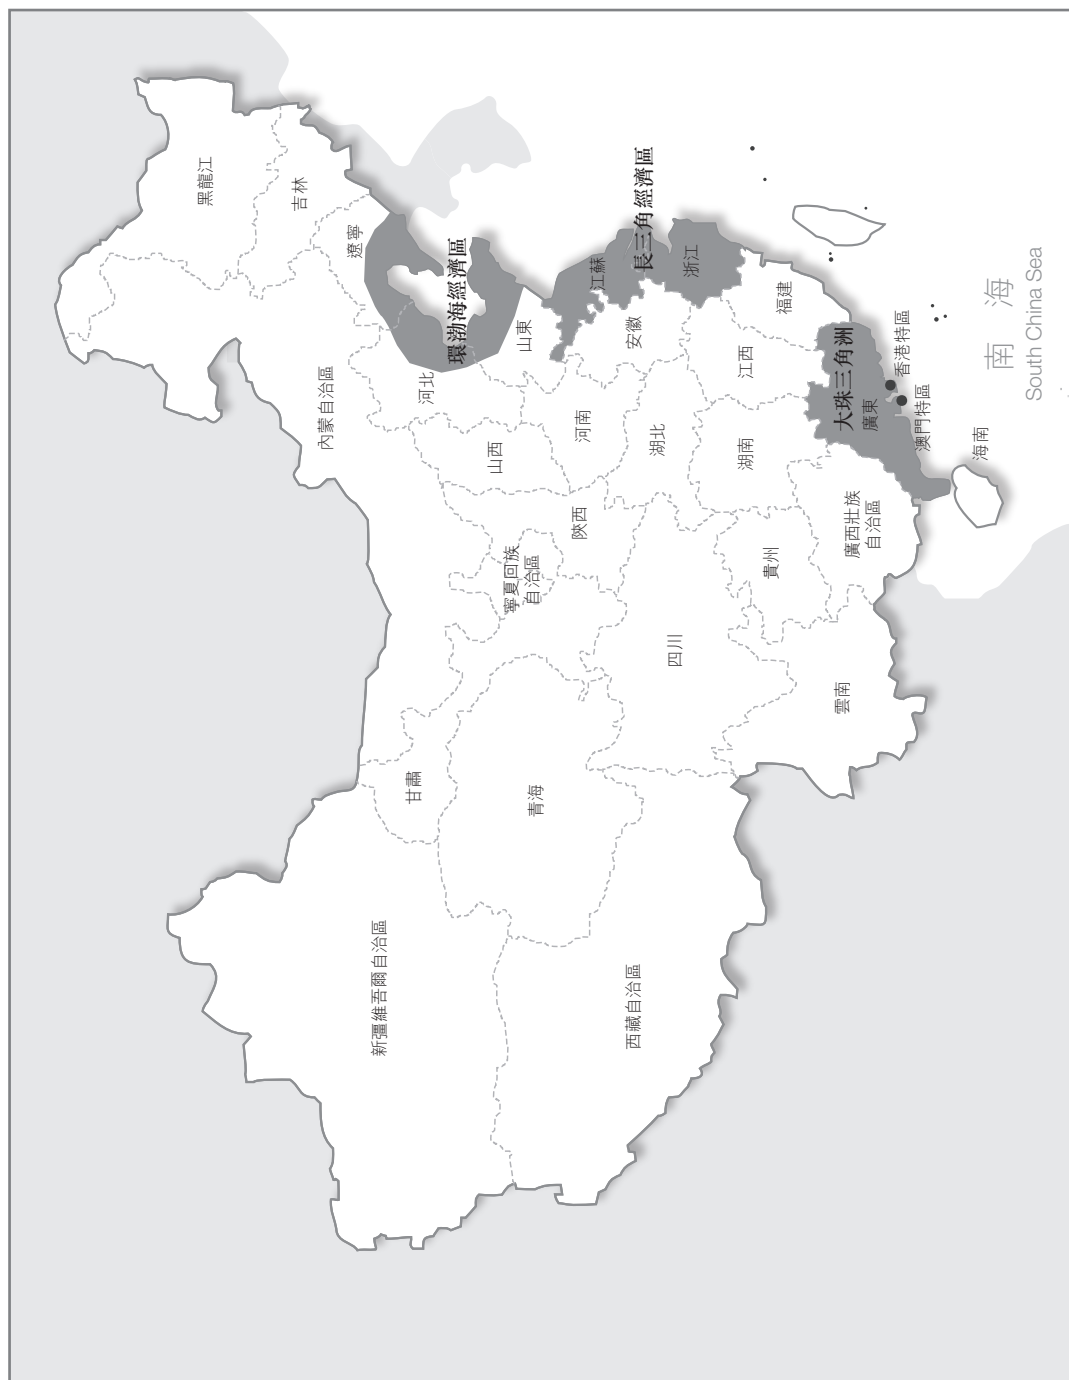 黑龍江
吉林
遼寧
內蒙自治區
環渤海經濟區
河北
山東
山西
河南
江蘇
長三角經濟區
浙江
安徽
湖北
陝西
寧夏回族
自治區
甘肅
青海
新疆維吾爾自治區
西藏自治區
四川
貴州
雲南
湖南
江西
福建
大珠三角洲
廣東
香港特區
澳門特區
廣西壯族
自治區
海南
南 海
South China Sea